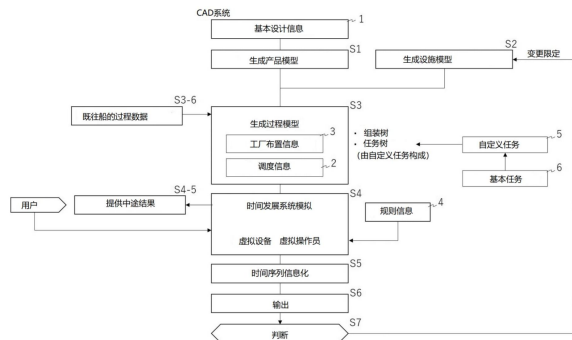 CAD系统
基本设计信息
1
S1
生成产品模型
S2
生成设施模型
变更限定
S3-6
既往船的过程数据
S3
生成过程模型
3
工厂布置信息
2
调度信息
・ 组装树
・ 任务树
（由自定义任务构成）
5
自定义任务
6
基本任务
用户
S4-5
提供中途结果
S4
时间发展系统模拟
虚拟设备 虚拟操作员
4
规则信息
S5
时间序列信息化
S6
输出
S7
判断